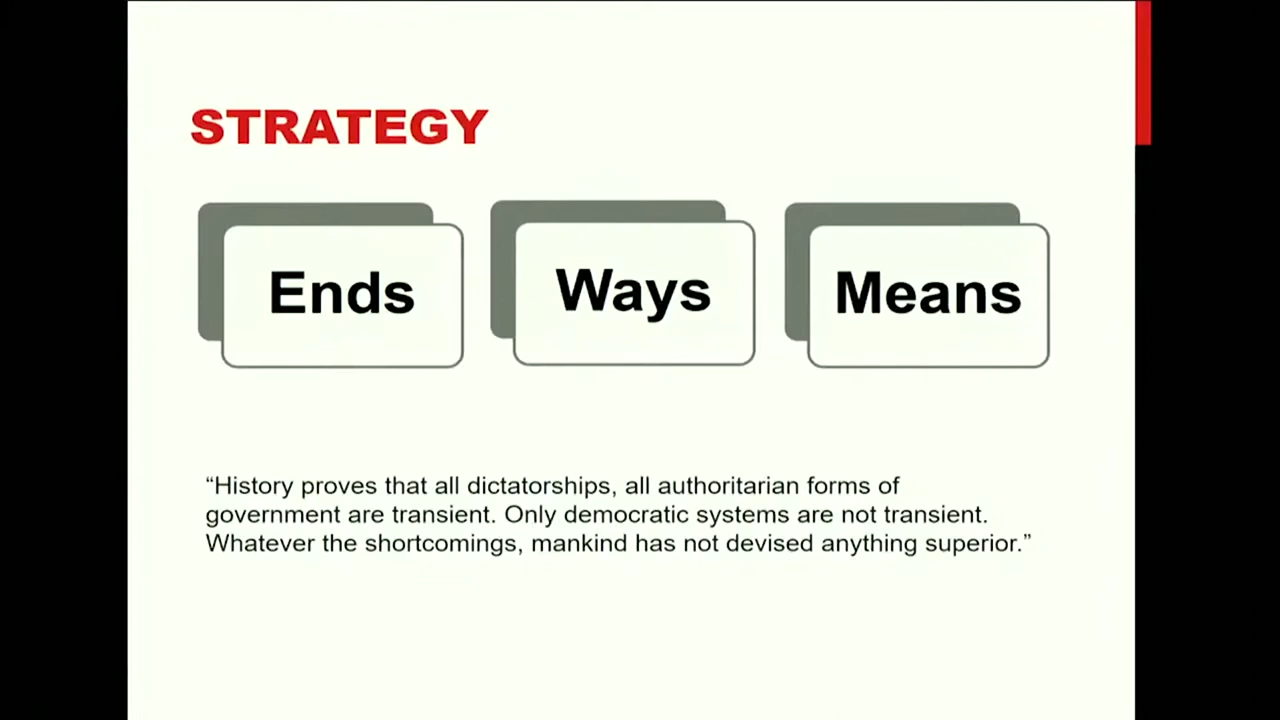 STRATEGY
Ends
Ways
Means
“History proves that all dictatorships, all authoritarian forms of
government are transient. Only democratic systems are not transient.
Whatever the shortcomings, mankind has not devised anything superior.”